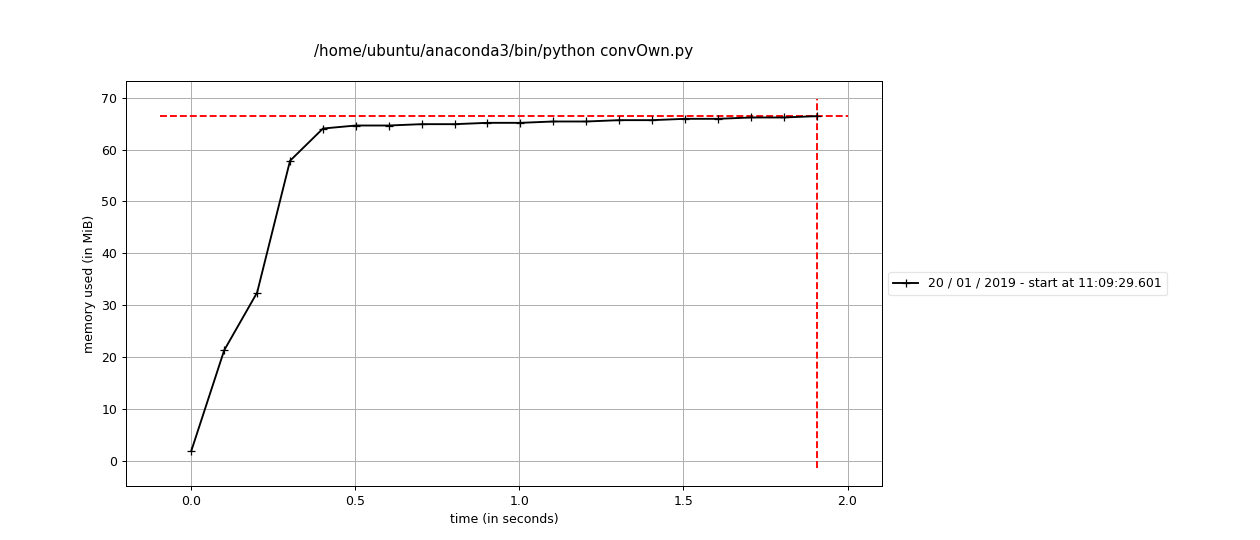 /home/ubuntu/anaconda3/bin/python convOwn.py
70
60
50
40
30
20
10
0
memory used (in MiB)
0.0 0.5 1.0 1.5 2.0
time (in seconds)
20 / 01 / 2019 - start at 11:09:29.601